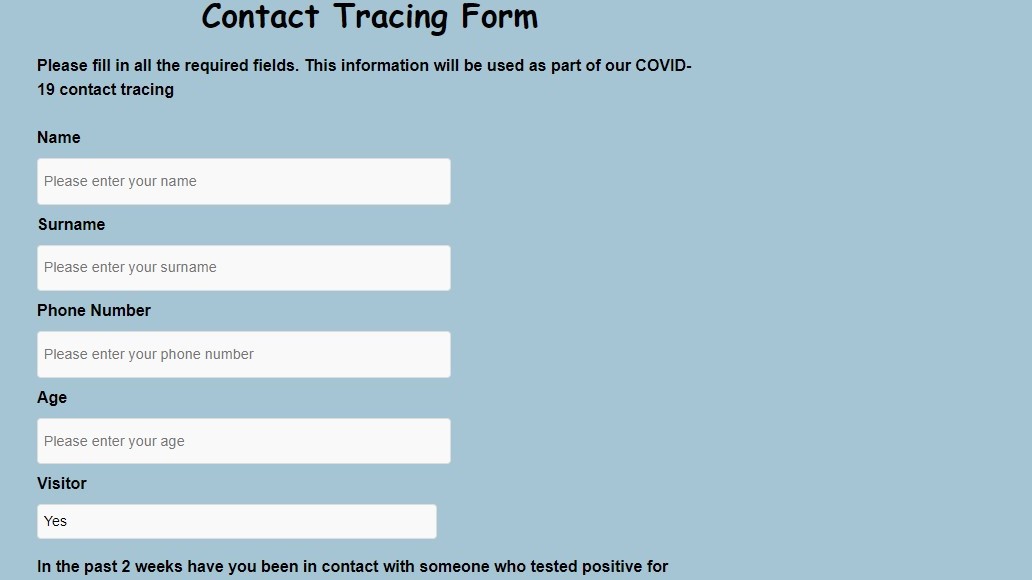 Contact Tracing Form
Please fill in all the required fields. This information will be used as part of our COVID-
19 contact tracing
Name
Please enter your name
Surname
Please enter your surname
Phone Number
Please enter your phone number
Age
Please enter your age
Visitor
Yes
In the past 2 weeks have you been in contact with someone who tested positive for